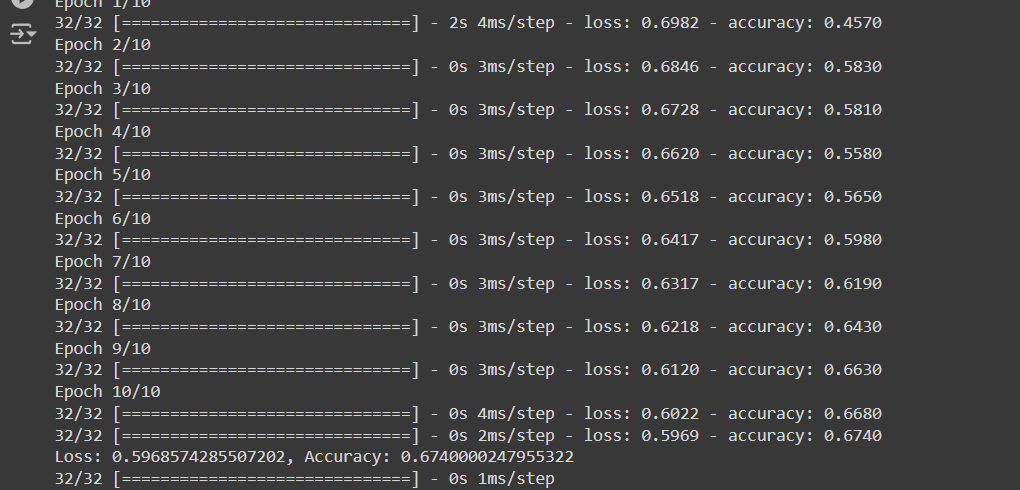 Epoch 1/10
32/32 [==============================] - 2s 4ms/step - loss: 0.6982 - accuracy: 0.4570
Epoch 2/10
32/32 [==============================] - 0s 3ms/step - loss: 0.6846 - accuracy: 0.5830
Epoch 3/10
32/32 [==============================] - 0s 3ms/step - loss: 0.6728 - accuracy: 0.5810
Epoch 4/10
32/32 [==============================] - 0s 3ms/step - loss: 0.6620 - accuracy: 0.5580
Epoch 5/10
32/32 [==============================] - 0s 3ms/step - loss: 0.6518 - accuracy: 0.5650
Epoch 6/10
32/32 [==============================] - 0s 3ms/step - loss: 0.6417 - accuracy: 0.5980
Epoch 7/10
32/32 [==============================] - 0s 3ms/step - loss: 0.6317 - accuracy: 0.6190
Epoch 8/10
32/32 [==============================] - 0s 3ms/step - loss: 0.6218 - accuracy: 0.6430
Epoch 9/10
32/32 [==============================] - 0s 3ms/step - loss: 0.6120 - accuracy: 0.6630
Epoch 10/10
32/32 [==============================] - 0s 4ms/step - loss: 0.6022 - accuracy: 0.6680
32/32 [==============================] - 0s 2ms/step - loss: 0.5969 - accuracy: 0.6740
Loss: 0.5968574285507202, Accuracy: 0.6740000247955322
32/32 [==============================] - 0s 1ms/step